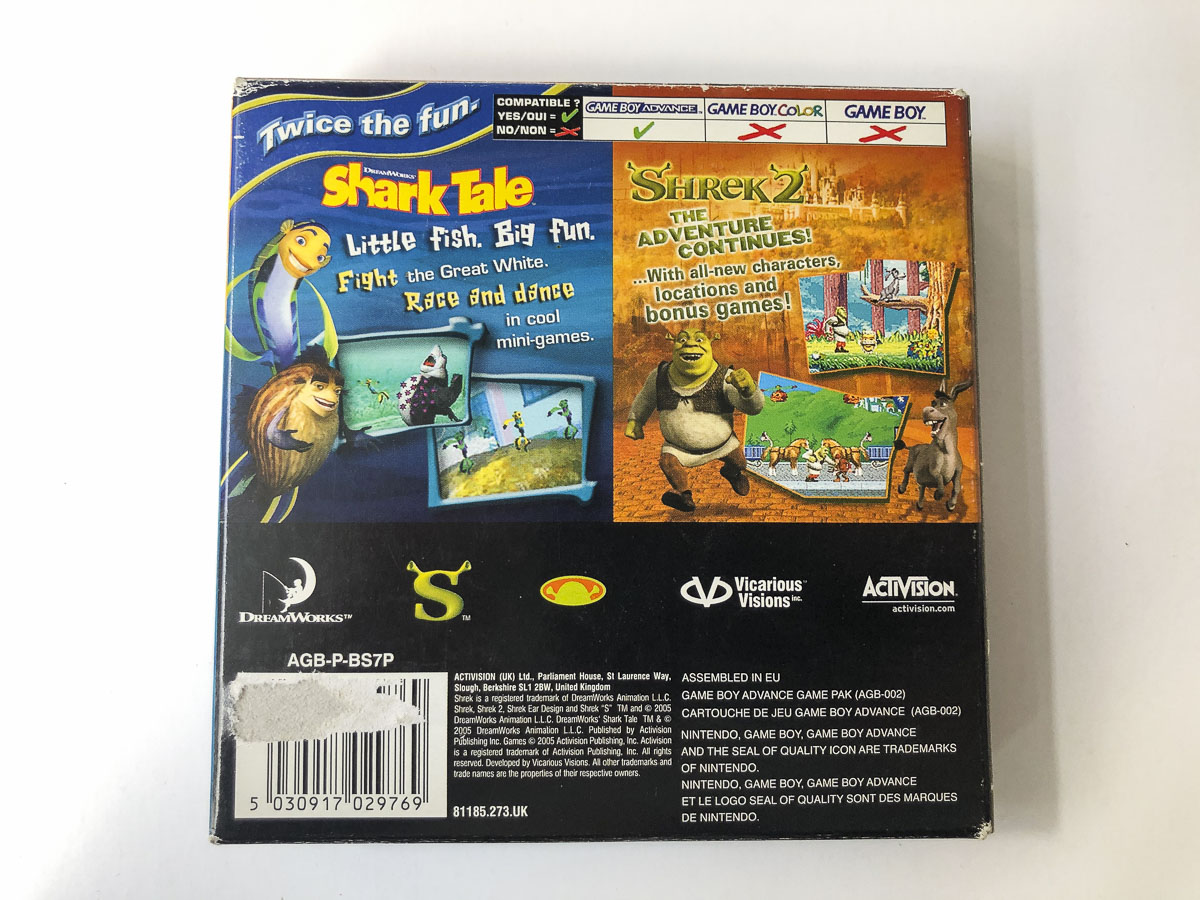 Twice the fun.
COMPATIBLE ?
YES/OUI =
NO/NON =
GAME BOY ADVANCE™
GAME BOY COLOR
GAME BOY™
DREAMWORKS'
Shark Tale™
Little fish. Big fun.
Fight the Great White.
Race and dance
in cool
mini-games.
SHREK 2
THE
ADVENTURE
CONTINUES!
...With all-new characters,
locations and
bonus games!
DREAMWORKS™
S™
Vicarious™
Visions inc.
ACTIVISION
activision.com
AGB-P-BS7P
5 030917 029769
ACTIVISION (UK) Ltd., Parliament House, St Laurence Way,
Slough, Berkshire SL1 2BW, United Kingdom
Shrek is a registered trademark of DreamWorks Animation L.L.C.
Shrek, Shrek 2, Shrek Ear Design and Shrek "S" TM and © 2005
DreamWorks Animation L.L.C. DreamWorks' Shark Tale TM & ©
2005 DreamWorks Animation L.L.C. Published by Activision
Publishing Inc. Games © 2005 Activision Publishing, Inc. Activision
is a registered trademark of Activision Publishing, Inc. All rights
reserved. Developed by Vicarious Visions. All other trademarks and
trade names are the properties of their respective owners.
81185.273.UK
ASSEMBLED IN EU
GAME BOY ADVANCE GAME PAK (AGB-002)
CARTOUCHE DE JEU GAME BOY ADVANCE (AGB-002)
NINTENDO, GAME BOY, GAME BOY ADVANCE
AND THE SEAL OF QUALITY ICON ARE TRADEMARKS
OF NINTENDO.
NINTENDO, GAME BOY, GAME BOY ADVANCE
ET LE LOGO SEAL OF QUALITY SONT DES MARQUES
DE NINTENDO.